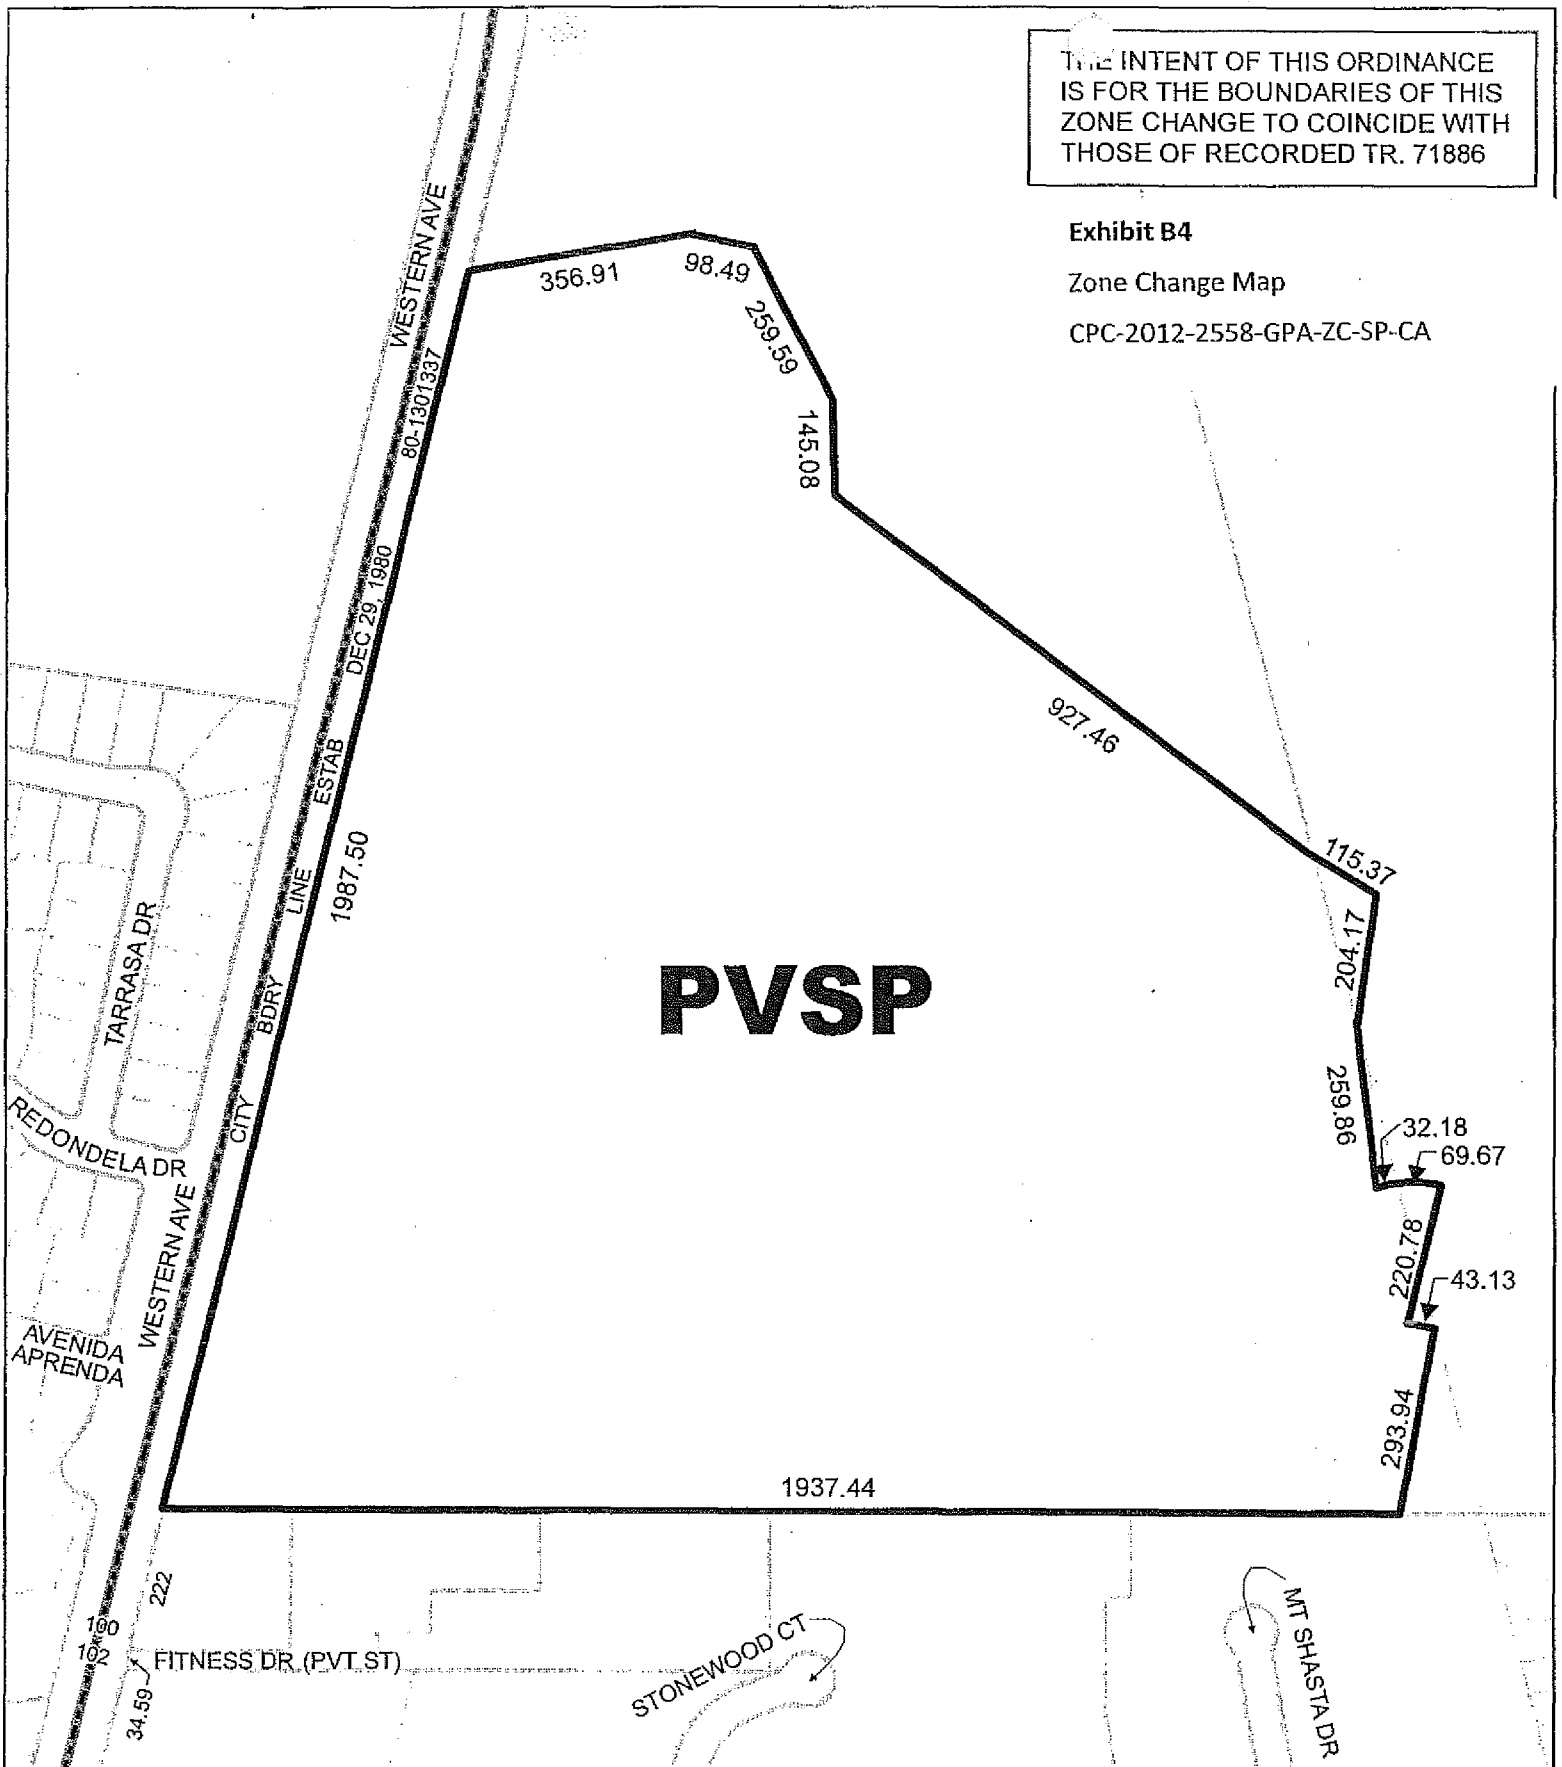 THE INTENT OF THIS ORDINANCE
IS FOR THE BOUNDARIES OF THIS
ZONE CHANGE TO COINCIDE WITH
THOSE OF RECORDED TR. 71886
Exhibit B4
Zone Change Map
CPC-2012-2558-GPA-ZC-SP-CA
WESTERN AVE
356.91
98.49
259.59
80-1301337
145.08
DEC 29, 1980
927.46
ESTAB
115.37
1987.50
LINE
204.17
TARRASA DR
PVSP
BDRY
259.86
CITY
32.18
69.67
REDONDELA DR
220.78
WESTERN AVE
43.13
AVENIDA
APRENDA
293.94
1937.44
222
100
102
FITNESS DR (PVT ST)
34.59
STONEWOOD CT
MT SHASTA DR